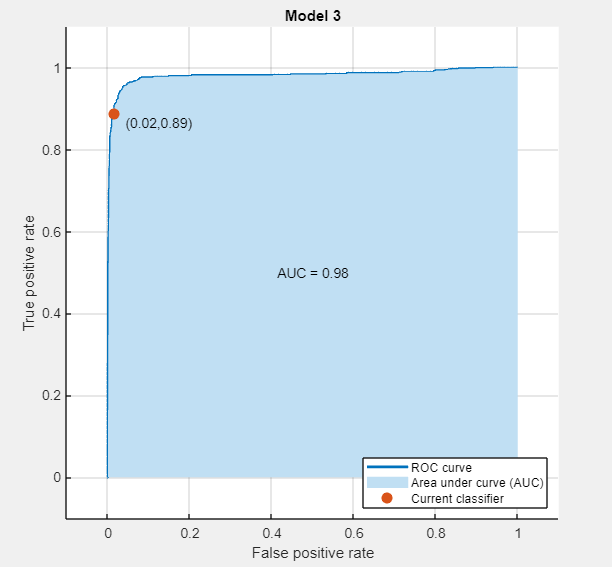 Model 3
True positive rate
1
0.8
0.6
0.4
0.2
0
(0.02,0.89)
AUC = 0.98
ROC curve
Area under curve (AUC)
Current classifier
0
0.2
0.4
0.6
0.8
1
False positive rate